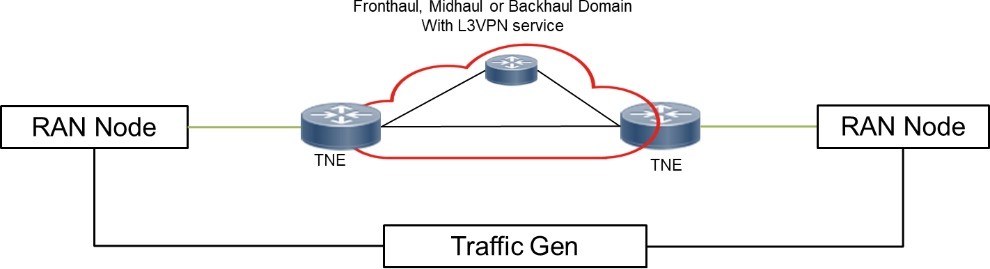 Fronthaul, Midhaul or Backhaul Domain
With L3VPN service
RAN Node
RAN Node
TNE
TNE
Traffic Gen